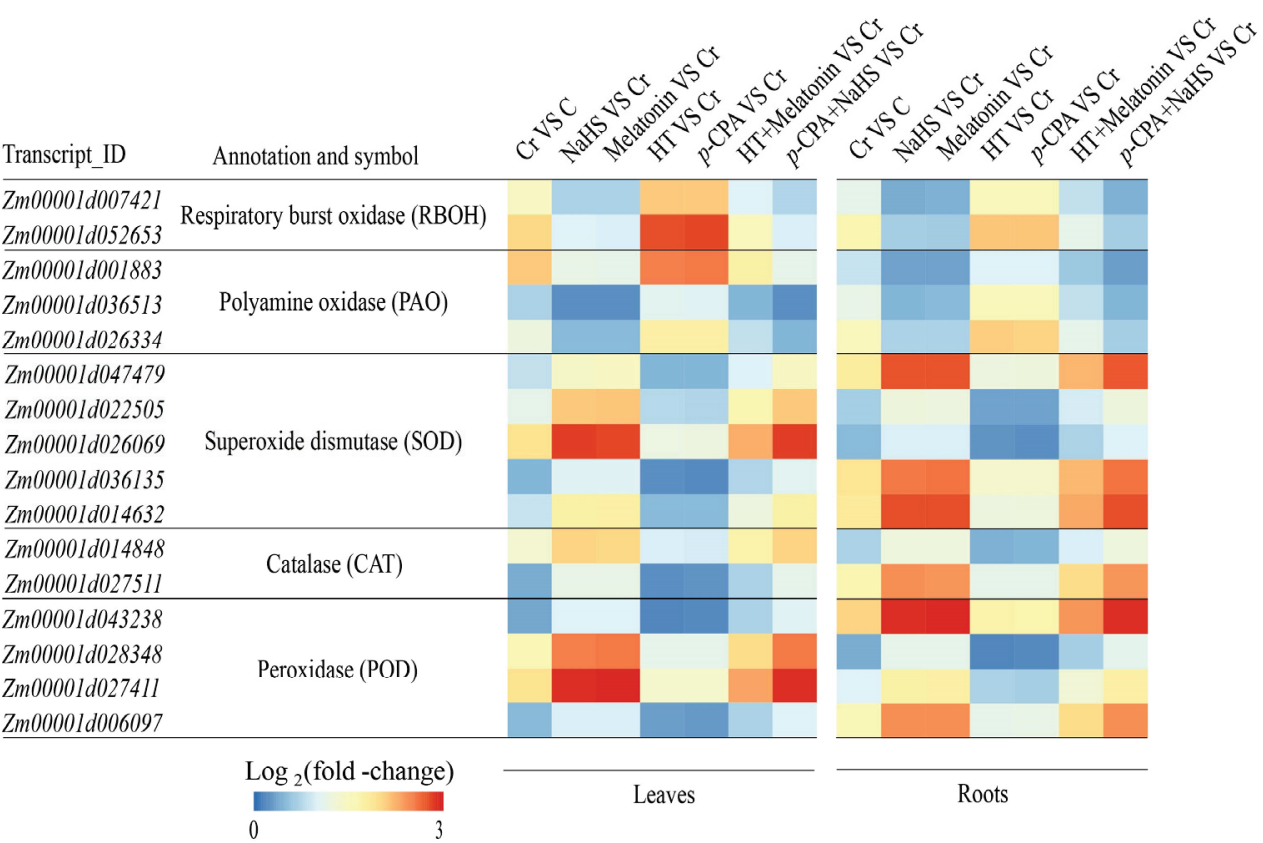 Cr VS C
NaHS VS Cr
Melatonin VS Cr
HT VS Cr
p-CPA VS Cr
HT+Melatonin VS Cr
p-CPA+NaHS VS Cr
Cr VS C
NaHS VS Cr
Melatonin VS Cr
HT VS Cr
p-CPA VS Cr
HT+Melatonin VS Cr
p-CPA+NaHS VS Cr
Transcript_ID Annotation and symbol
Zm00001d007421
Respiratory burst oxidase (RBOH)
Zm00001d052653
Zm00001d001883
Zm00001d036513
Polyamine oxidase (PAO)
Zm00001d026334
Zm00001d047479
Zm00001d022505
Zm00001d026069
Superoxide dismutase (SOD)
Zm00001d036135
Zm00001d014632
Zm00001d014848
Catalase (CAT)
Zm00001d027511
Zm00001d043238
Zm00001d028348
Peroxidase (POD)
Zm00001d027411
Zm00001d006097
Log 2(fold -change)
0 3
Leaves
Roots